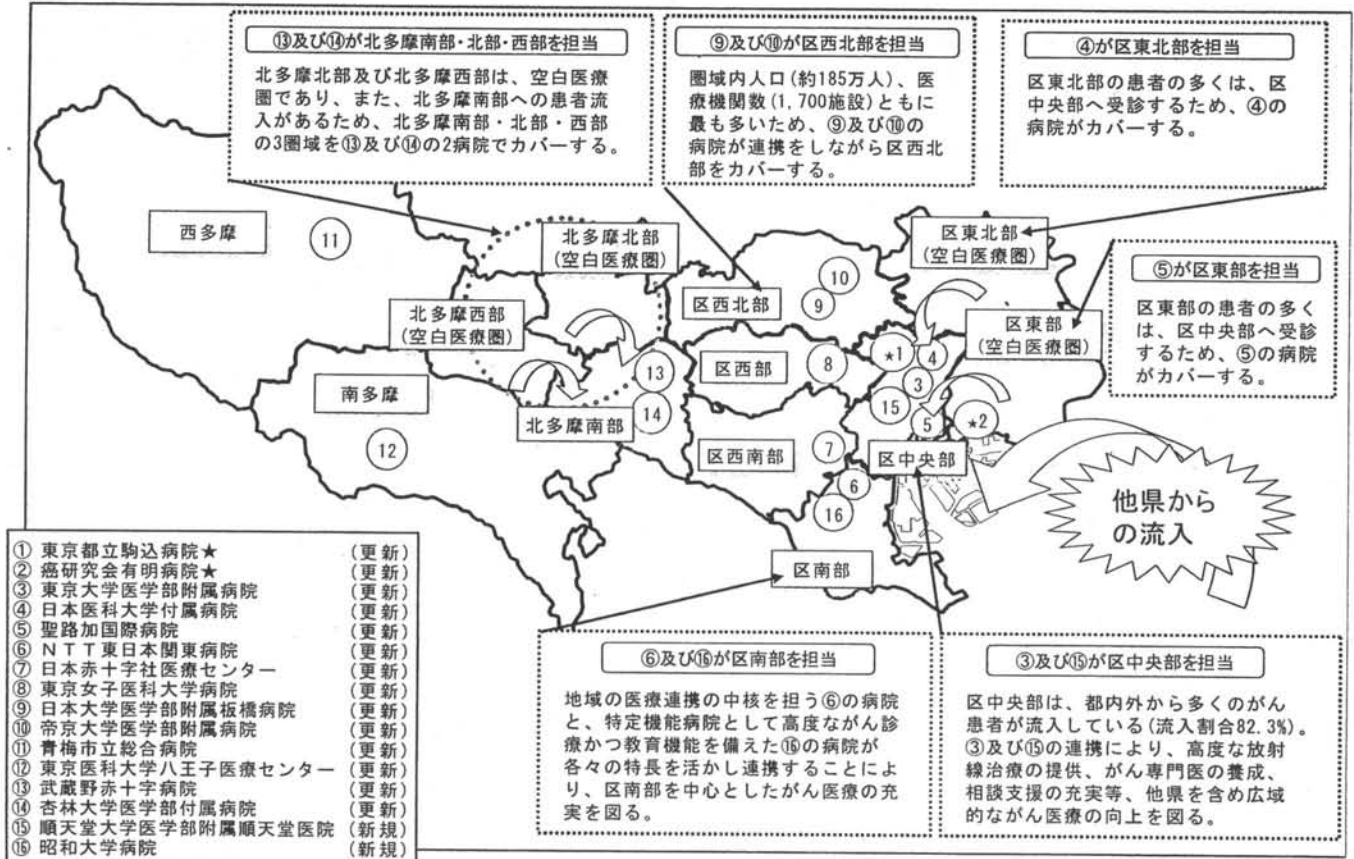 ⑬及び⑭が北多摩南部・北部・西部を担当
北多摩北部及び北多摩西部は、空白医療
圏であり、また、北多摩南部への患者流
入があるため、北多摩南部・北部・西部
の3圏域を⑬及び⑭の2病院でカバーする。
⑨及び⑩が区西北部を担当
圏域内人口(約185万人)、医
療機関数(1,700施設)ともに
最も多いため、⑨及び⑩の
病院が連携をしながら区西北
部をカバーする。
④が区東北部を担当
区東北部の患者の多くは、区
中央部へ受診するため、④の
病院がカバーする。
⑤が区東部を担当
区東部の患者の多く
は、区中央部へ受診
するため、⑤の病院
がカバーする。
西多摩
⑪
北多摩北部
(空白医療圏)
区東北部
(空白医療圏)
⑩
区西北部
⑨
北多摩西部
(空白医療圏)
区東部
(空白医療圏)
★1
④
区西部
⑧
⑬
③
南多摩
⑭
⑮
北多摩南部
⑤
★2
⑫
区西南部
⑦
区中央部
⑥
⑯
他県から
の流入
区南部
① 東京都立駒込病院★ (更新)
② 癌研究会有明病院★ (更新)
③ 東京大学医学部附属病院 (更新)
④ 日本医科大学付属病院 (更新)
⑤ 聖路加国際病院 (更新)
⑥ NTT東日本関東病院 (更新)
⑦ 日本赤十字社医療センター (更新)
⑧ 東京女子医科大学病院 (更新)
⑨ 日本大学医学部附属板橋病院 (更新)
⑩ 帝京大学医学部附属病院 (更新)
⑪ 青梅市立総合病院 (更新)
⑫ 東京医科大学八王子医療センター (更新)
⑬ 武蔵野赤十字病院 (更新)
⑭ 杏林大学医学部付属病院 (更新)
⑮ 順天堂大学医学部附属順天堂医院 (新規)
⑯ 昭和大学病院 (新規)
⑥及び⑯が区南部を担当
地域の医療連携の中核を担う⑥の病院
と、特定機能病院として高度ながん診
療かつ教育機能を備えた⑯の病院が
各々の特長を活かし連携することによ
り、区南部を中心としたがん医療の充
実を図る。
③及び⑮が区中央部を担当
区中央部は、都内外から多くのがん
患者が流入している(流入割合82.3%)。
③及び⑮の連携により、高度な放射
線治療の提供、がん専門医の養成、
相談支援の充実等、他県を含め広域
的ながん医療の向上を図る。